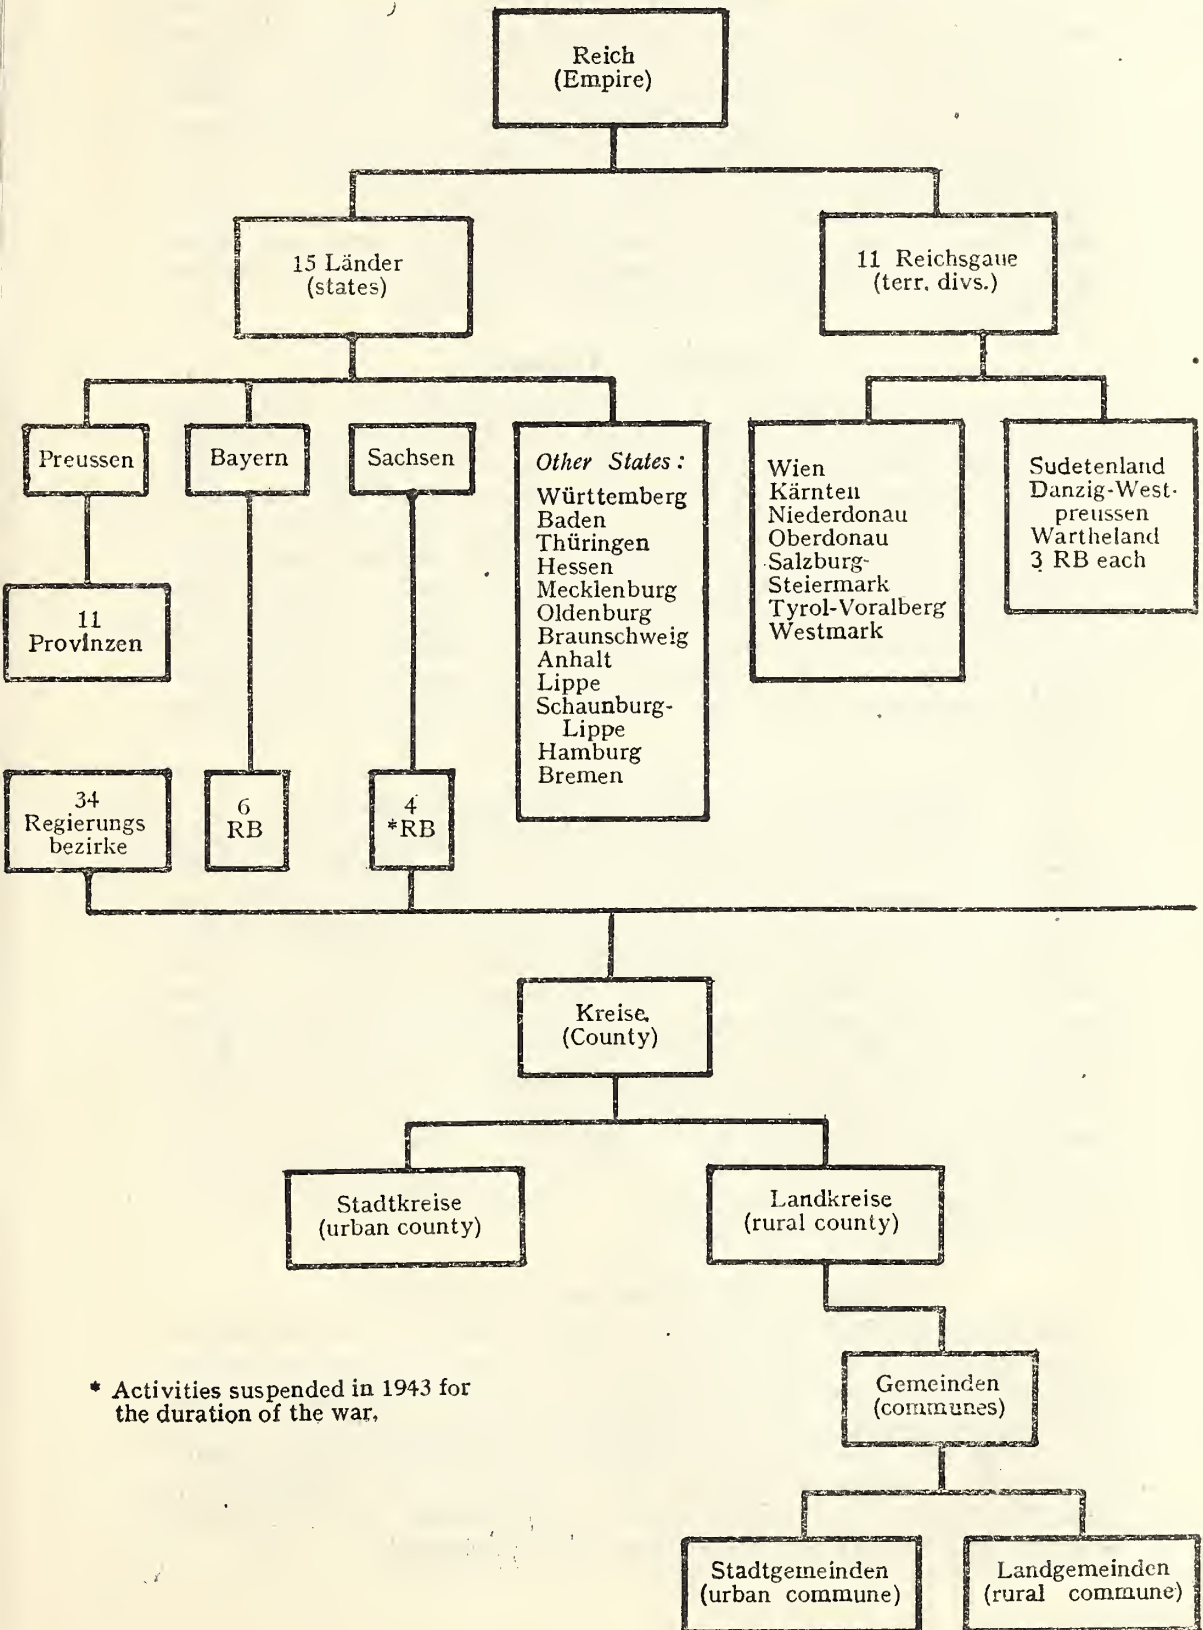 Reich
(Empire)
15 Länder
(states)
11 Reichsgaue
(terr. divs.)
Preussen
Bayern
Sachsen
Other States:
Württemberg
Baden
Thüringen
Hessen
Mecklenburg
Oldenburg
Braunschweig
Anhalt
Lippe
Schaunburg-
Lippe
Hamburg
Bremen
Wien
Kärnten
Niederdonau
Oberdonau
Salzburg-
Steiermark
Tyrol-Voralberg
Westmark
Sudetenland
Danzig-West-
preussen
Wartheland
3 RB each
11
Provinzen
34
Regierungs
bezirke
6
RB
4
*RB
Kreise.
(County)
Stadtkreise
(urban county)
Landkreise
(rural county)
* Activities suspended in 1943 for
the duration of the war.
Gemeinden
(communes)
Stadtgemeinden
(urban commune)
Landgemeinden
(rural commune)